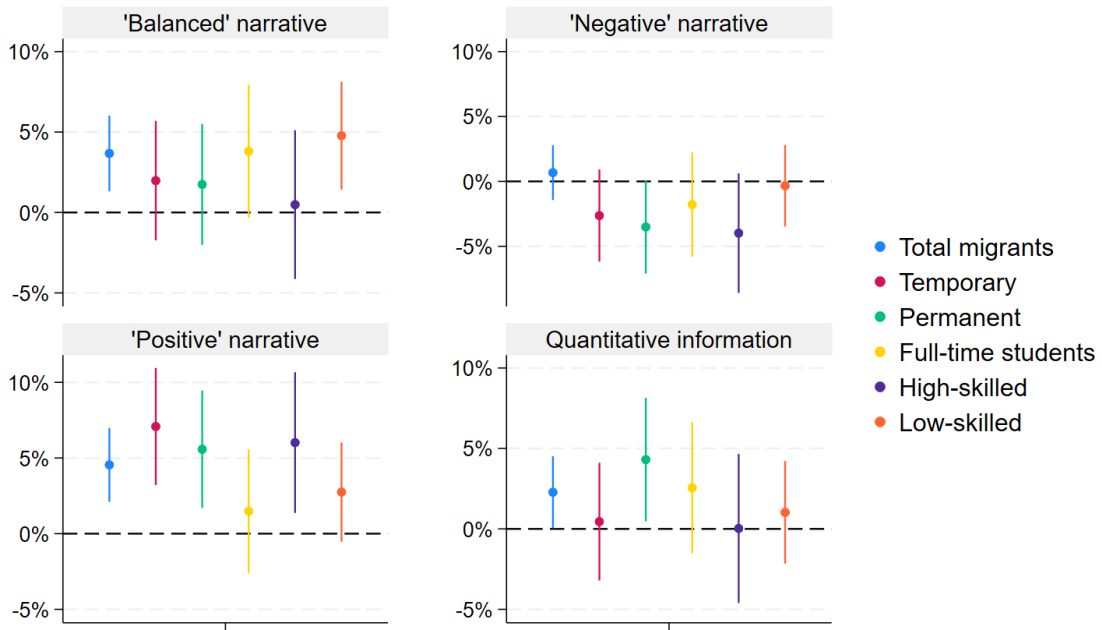 'Balanced' narrative
10%
5%
0%
-5%
'Negative' narrative
10%
5%
0%
-5%
'Positive' narrative
10%
5%
0%
-5%
Quantitative information
10%
5%
0%
-5%
Total migrants
Temporary
Permanent
Full-time students
High-skilled
Low-skilled